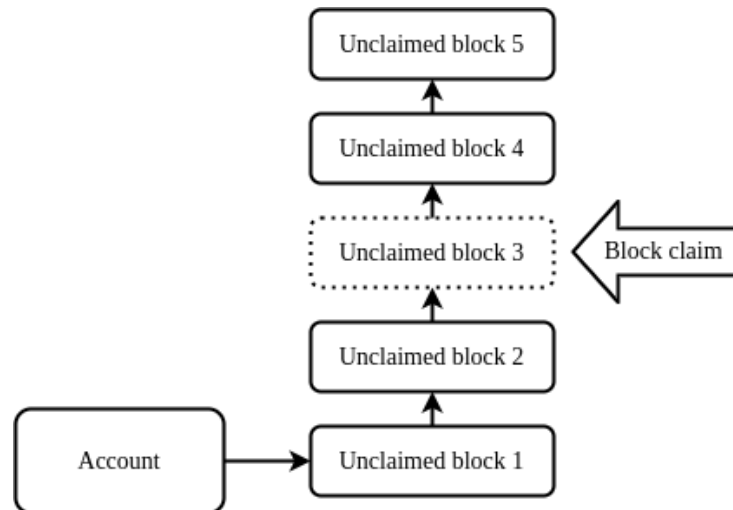 Unclaimed block 5
Unclaimed block 4
Unclaimed block 3
Block claim
Unclaimed block 2
Account
Unclaimed block 1